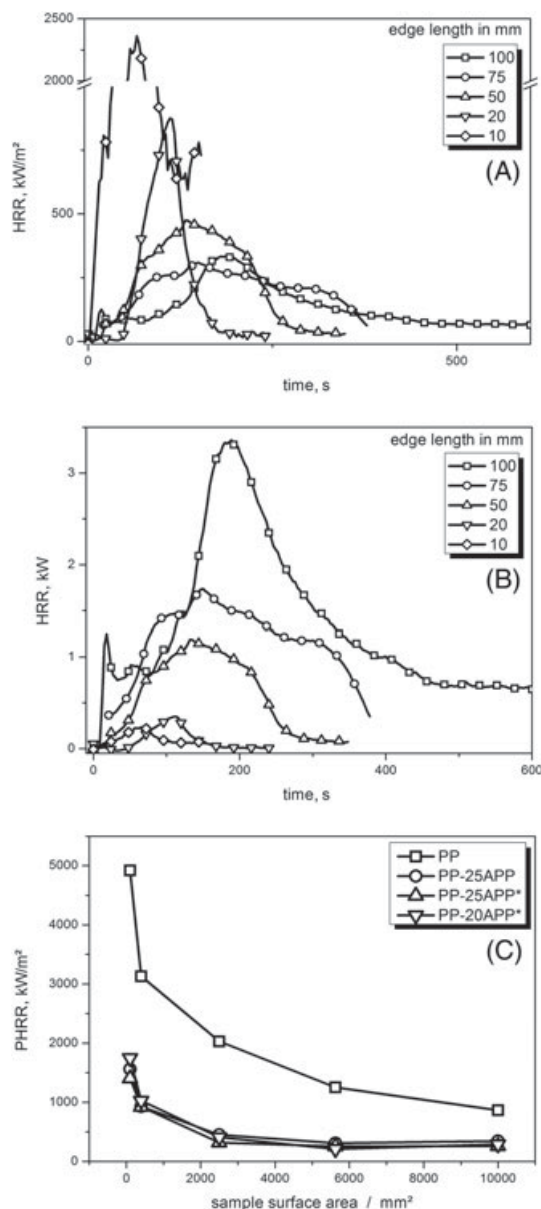 edge length in mm
100
75
50
20
10
(A)
2500
2000
500
0
HRR, kW/m²
0 500
time, s
edge length in mm
100
75
50
20
10
(B)
3
2
1
0
HRR, kW
0 200 400 600
time, s
PP
PP-25APP
PP-25APP*
PP-20APP*
(C)
5000
4000
3000
2000
1000
0
PHRR, kW/m²
0 2000 4000 6000 8000 10000
sample surface area / mm²